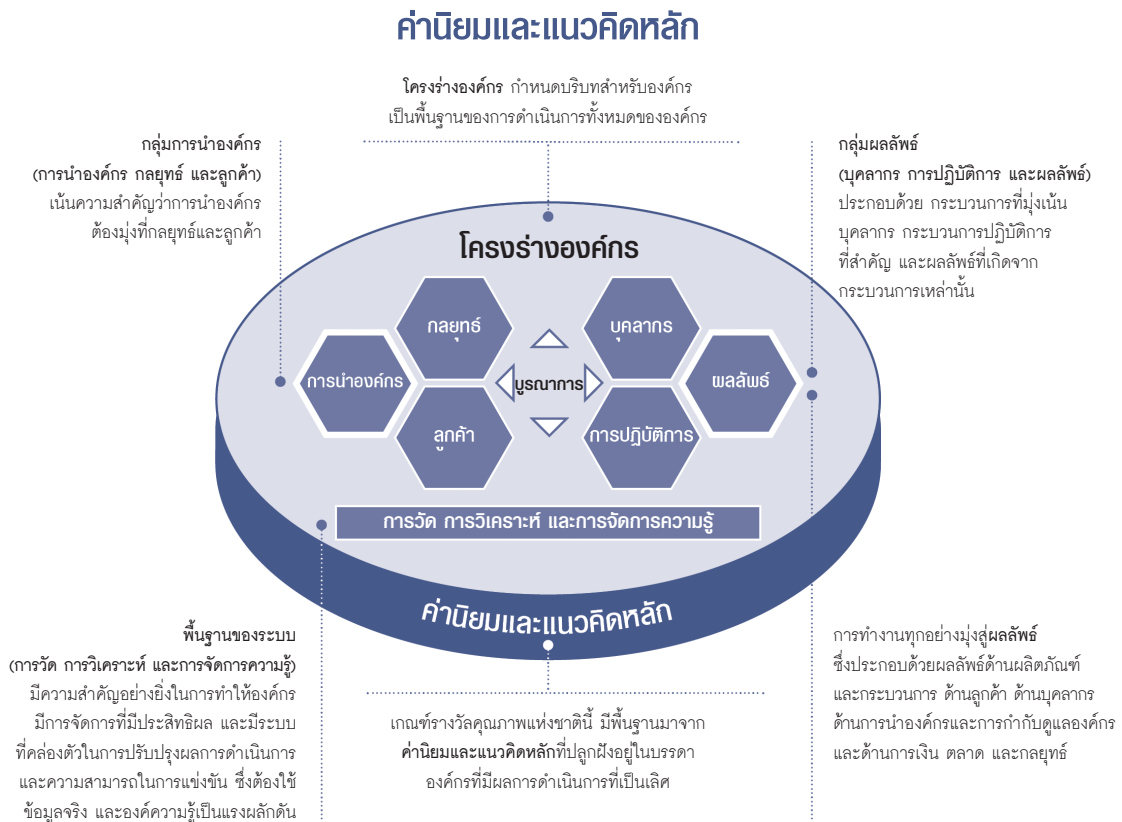 ค่านิยมและแนวคิดหลัก
โครงร่างองค์กร กำหนดบริบทสำหรับองค์กร
เป็นพื้นฐานของการดำเนินการทั้งหมดขององค์กร
กลุ่มการนำองค์กร
(การนำองค์กร กลยุทธ์ และลูกค้า)
เน้นความสำคัญว่าการนำองค์กร
ต้องมุ่งที่กลยุทธ์และลูกค้า
กลุ่มผลลัพธ์
(บุคลากร การปฏิบัติการ และผลลัพธ์)
ประกอบด้วย กระบวนการที่มุ่งเน้น
บุคลากร กระบวนการปฏิบัติการ
ที่สำคัญ และผลลัพธ์ที่เกิดจาก
กระบวนการเหล่านั้น
โครงร่างองค์กร
กลยุทธ์
บุคลากร
การนำองค์กร
บูรณาการ
ผลลัพธ์
ลูกค้า
การปฏิบัติการ
การวัด การวิเคราะห์ และการจัดการความรู้
ค่านิยมและแนวคิดหลัก
พื้นฐานของระบบ
(การวัด การวิเคราะห์ และการจัดการความรู้)
มีความสำคัญอย่างยิ่งในการทำให้องค์กร
มีการจัดการที่มีประสิทธิผล และมีระบบ
ที่คล่องตัวในการปรับปรุงผลการดำเนินการ
และความสามารถในการแข่งขัน ซึ่งต้องใช้
ข้อมูลจริง และองค์ความรู้เป็นแรงผลักดัน
เกณฑ์รางวัลคุณภาพแห่งชาตินี้ มีพื้นฐานมาจาก
ค่านิยมและแนวคิดหลักที่ปลูกฝังอยู่ในบรรดา
องค์กรที่มีผลการดำเนินการที่เป็นเลิศ
การทำงานทุกอย่างมุ่งสู่ผลลัพธ์
ซึ่งประกอบด้วยผลลัพธ์ด้านผลิตภัณฑ์
และกระบวนการ ด้านลูกค้า ด้านบุคลากร
ด้านการนำองค์กรและการกำกับดูแลองค์กร
และด้านการเงิน ตลาด และกลยุทธ์